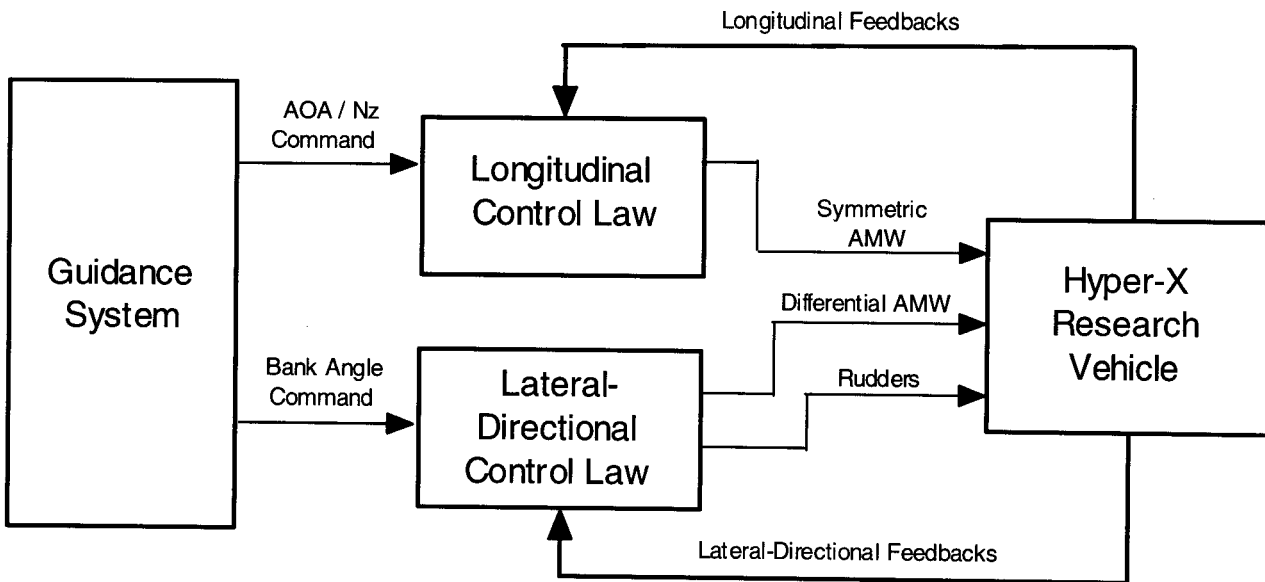 Longitudinal Feedbacks
AOA / Nz
Command
Longitudinal
Control Law
Symmetric
AMW
Guidance
System
Hyper-X
Research
Vehicle
Differential AMW
Bank Angle
Command
Lateral-
Directional
Control Law
Rudders
Lateral-Directional Feedbacks